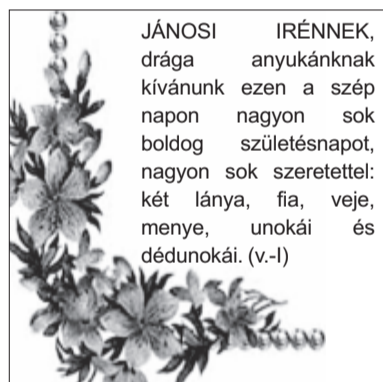 JÁNOSI IRÉNNEK,
drága anyukánknak
kívánunk ezen a szép
napon nagyon sok
boldog születésnapot,
nagyon sok szeretettel:
két lánya, fia, veje,
menye, unokái és
dédunokái. (v.-I)